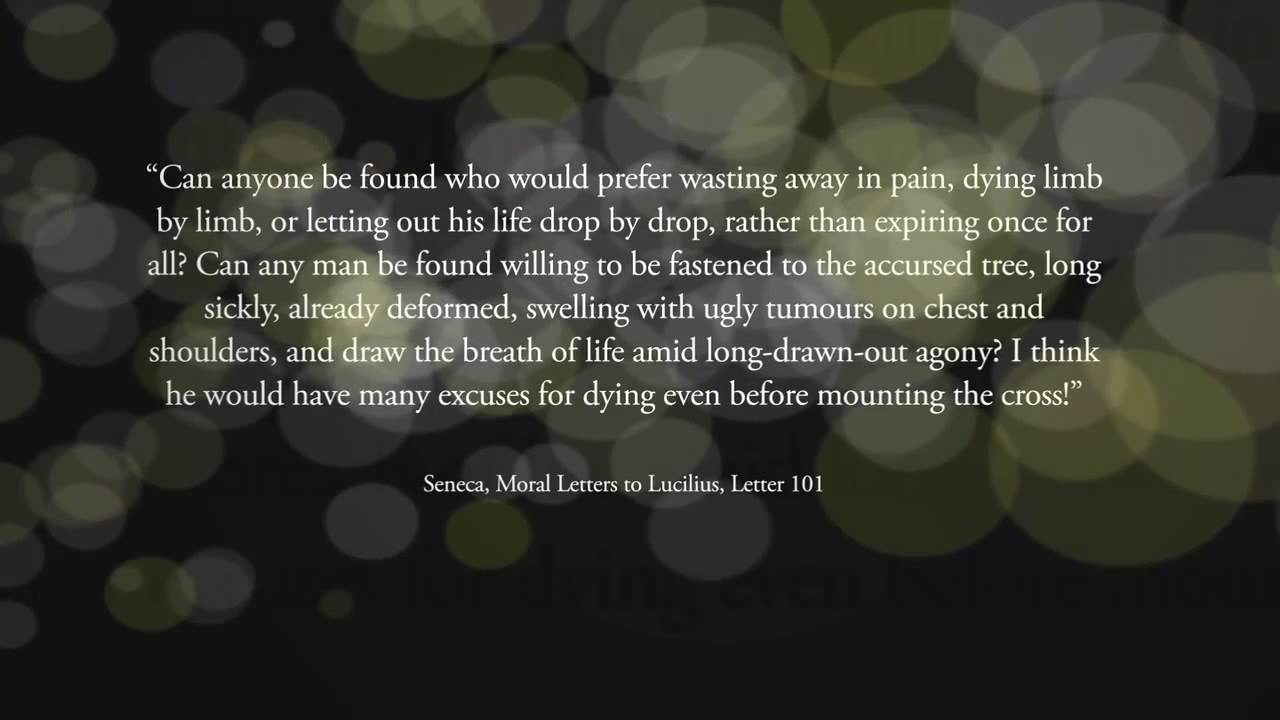 “Can anyone be found who would prefer wasting away in pain, dying limb
by limb, or letting out his life drop by drop, rather than expiring once for
all? Can any man be found willing to be fastened to the accursed tree, long
sickly, already deformed, swelling with ugly tumours on chest and
shoulders, and draw the breath of life amid long-drawn-out agony? I think
he would have many excuses for dying even before mounting the cross!”
Seneca, Moral Letters to Lucilius, Letter 101